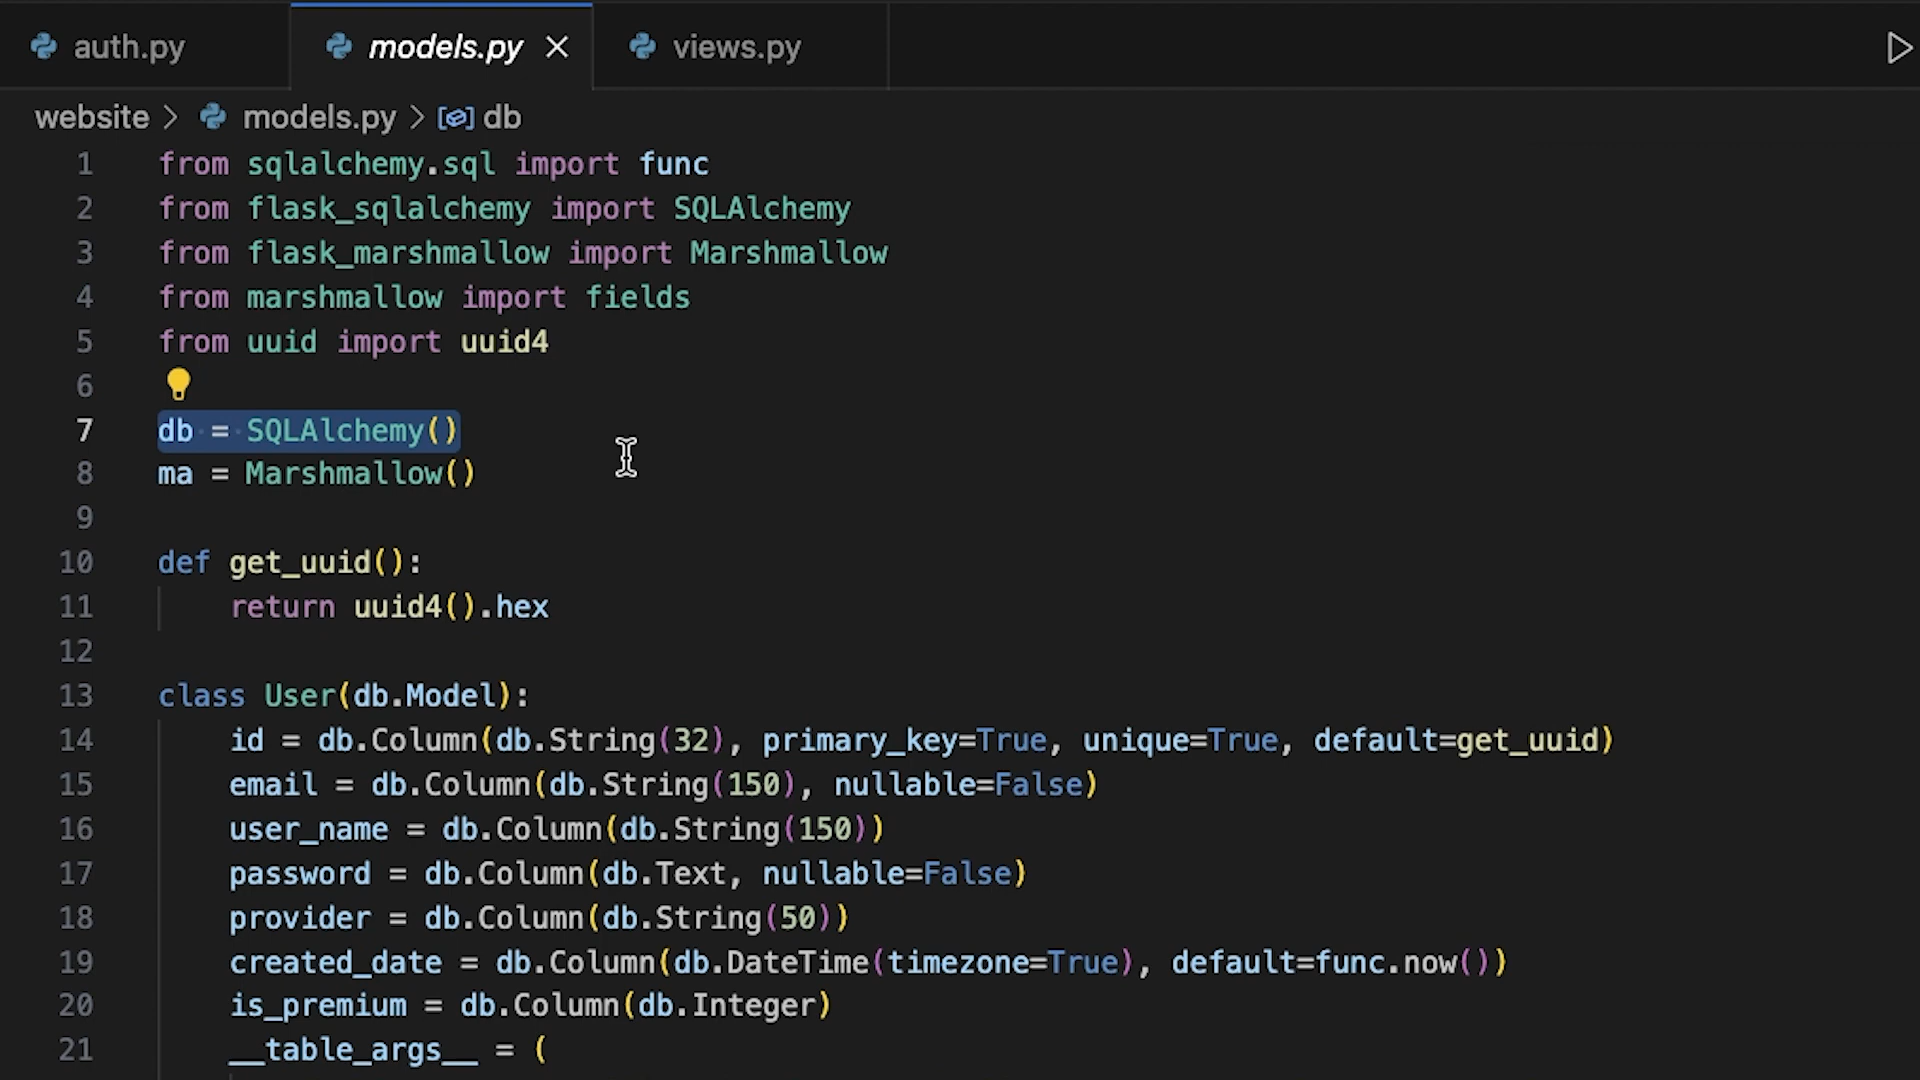 auth.py
models.py
views.py
website > models.py > db
1 from sqlalchemy.sql import func
2 from flask_sqlalchemy import SQLAlchemy
3 from flask_marshmallow import Marshmallow
4 from marshmallow import fields
5 from uuid import uuid4
6
7 db = SQLAlchemy()
8 ma = Marshmallow()
9
10 def get_uuid():
11     return uuid4().hex
12
13 class User(db.Model):
14     id = db.Column(db.String(32), primary_key=True, unique=True, default=get_uuid)
15     email = db.Column(db.String(150), nullable=False)
16     user_name = db.Column(db.String(150))
17     password = db.Column(db.Text, nullable=False)
18     provider = db.Column(db.String(50))
19     created_date = db.Column(db.DateTime(timezone=True), default=func.now())
20     is_premium = db.Column(db.Integer)
21     __table_args__ = (